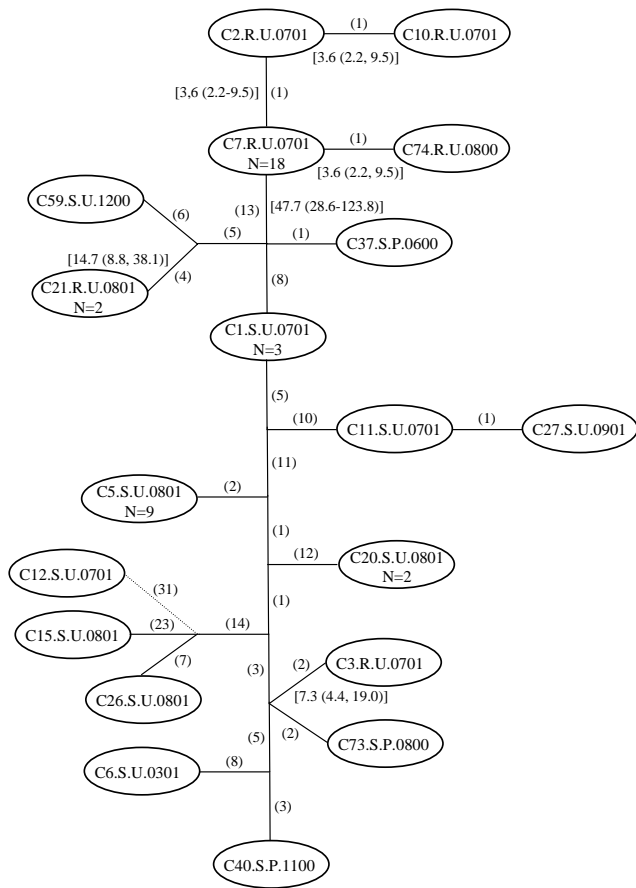 C2.R.U.0701
(1)
C10.R.U.0701
[3.6 (2.2, 9.5)]
[3,6 (2.2-9.5)]
(1)
C7.R.U.0701
N=18
(1)
C74.R.U.0800
[3.6 (2.2, 9.5)]
C59.S.U.1200
(6)
(13)
[47.7 (28.6-123.8)]
(5)
(1)
C37.S.P.0600
[14.7 (8.8, 38.1)]
(4)
C21.R.U.0801
N=2
(8)
C1.S.U.0701
N=3
(5)
(10)
C11.S.U.0701
(1)
C27.S.U.0901
(11)
C5.S.U.0801
N=9
(2)
(1)
(12)
C20.S.U.0801
N=2
C12.S.U.0701
(31)
(1)
C15.S.U.0801
(23)
(14)
(7)
C26.S.U.0801
(3)
(2)
C3.R.U.0701
[7.3 (4.4, 19.0)]
(2)
C73.S.P.0800
(5)
C6.S.U.0301
(8)
(3)
C40.S.P.1100